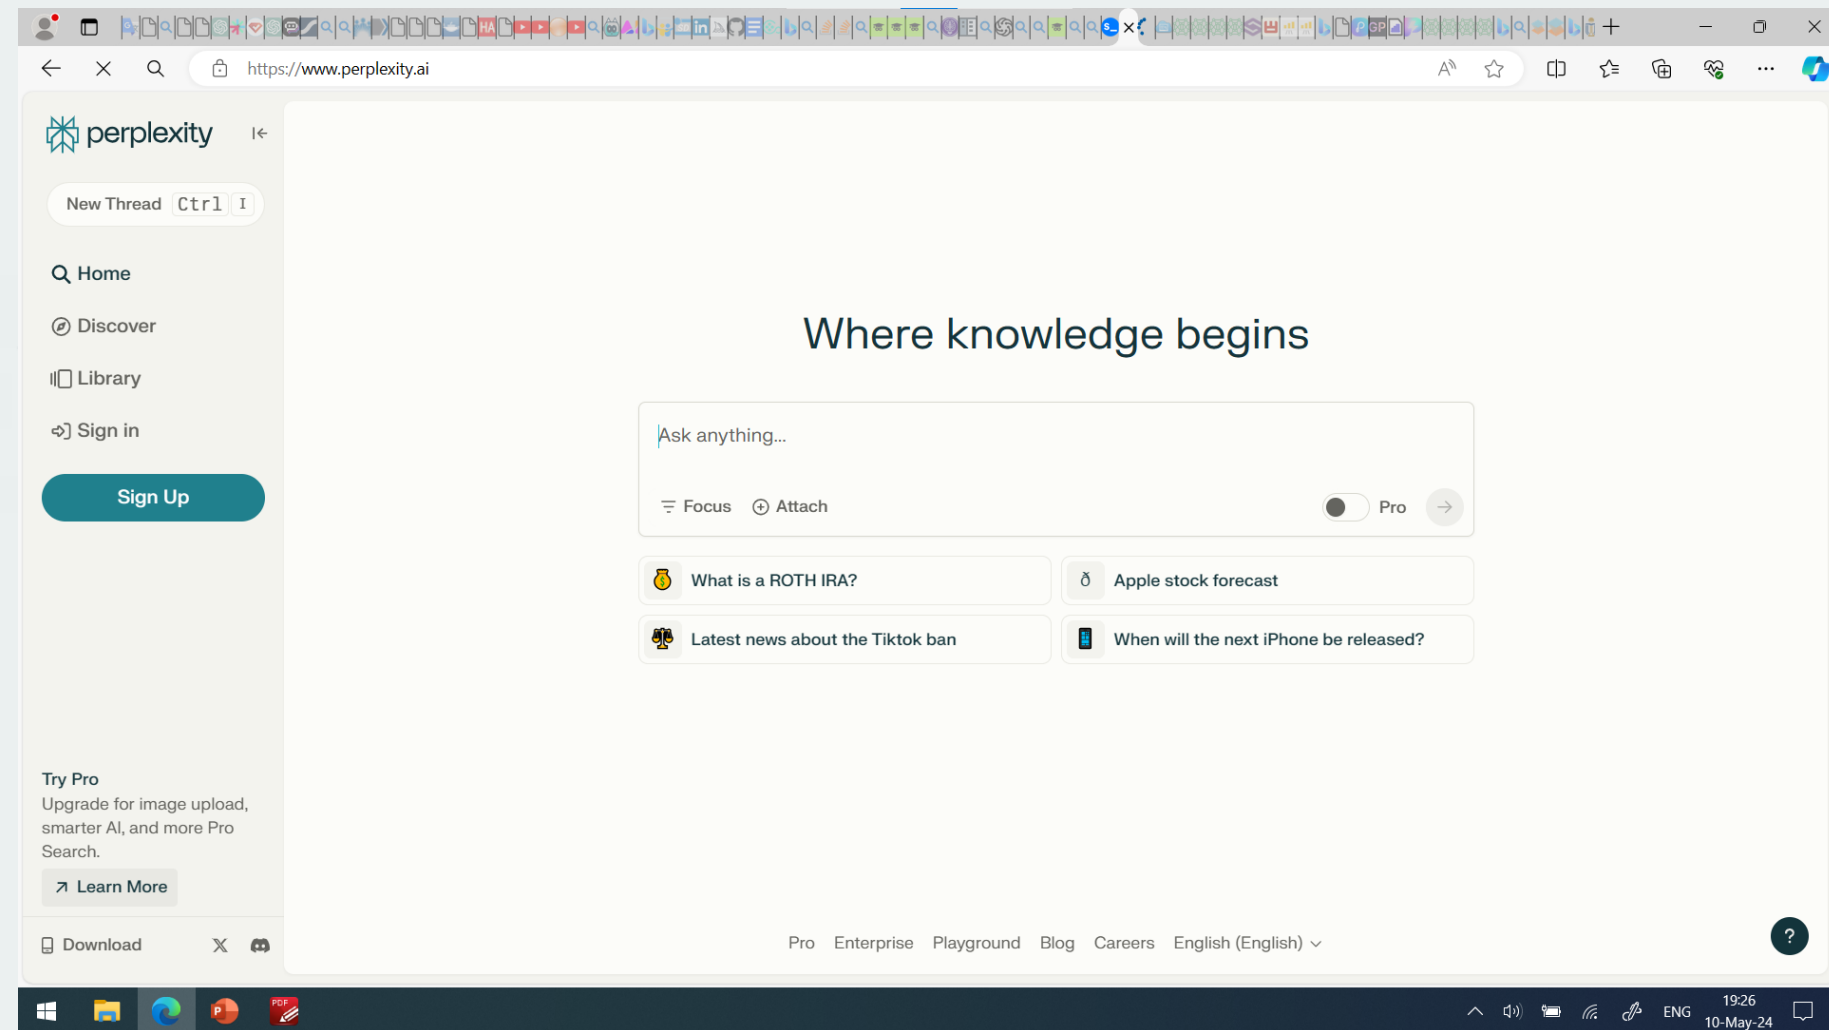 https://www.perplexity.ai
perplexity
New Thread Ctrl I
Home
Discover
Library
Sign in
Sign Up
Where knowledge begins
Ask anything...
Focus Attach Pro
What is a ROTH IRA? ð Apple stock forecast
Latest news about the Tiktok ban When will the next iPhone be released?
Try Pro
Upgrade for image upload,
smarter AI, and more Pro
Search.
Learn More
Download
Pro Enterprise Playground Blog Careers English (English)
?
ENG 19:26
10-May-24